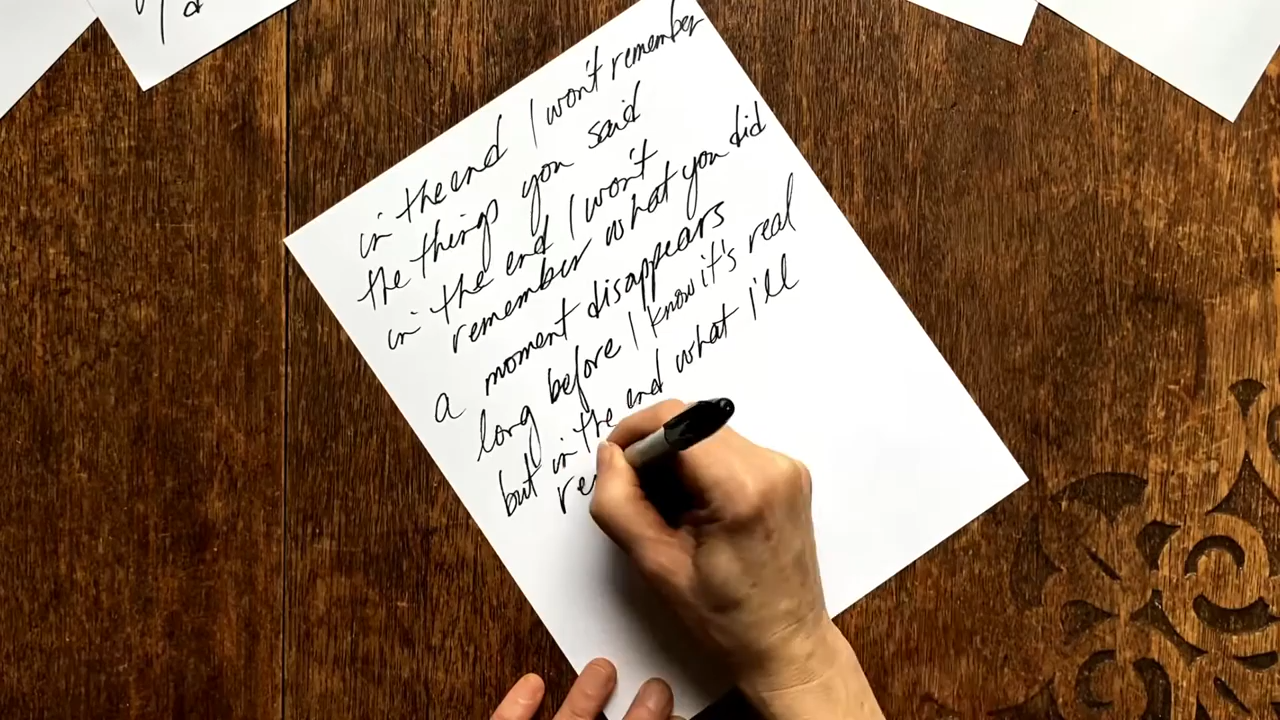 in the end I won't remember
the things you said
in the end I won't
remember what you did
a moment disappears
long before I know it's real
but in the end what i'll
re